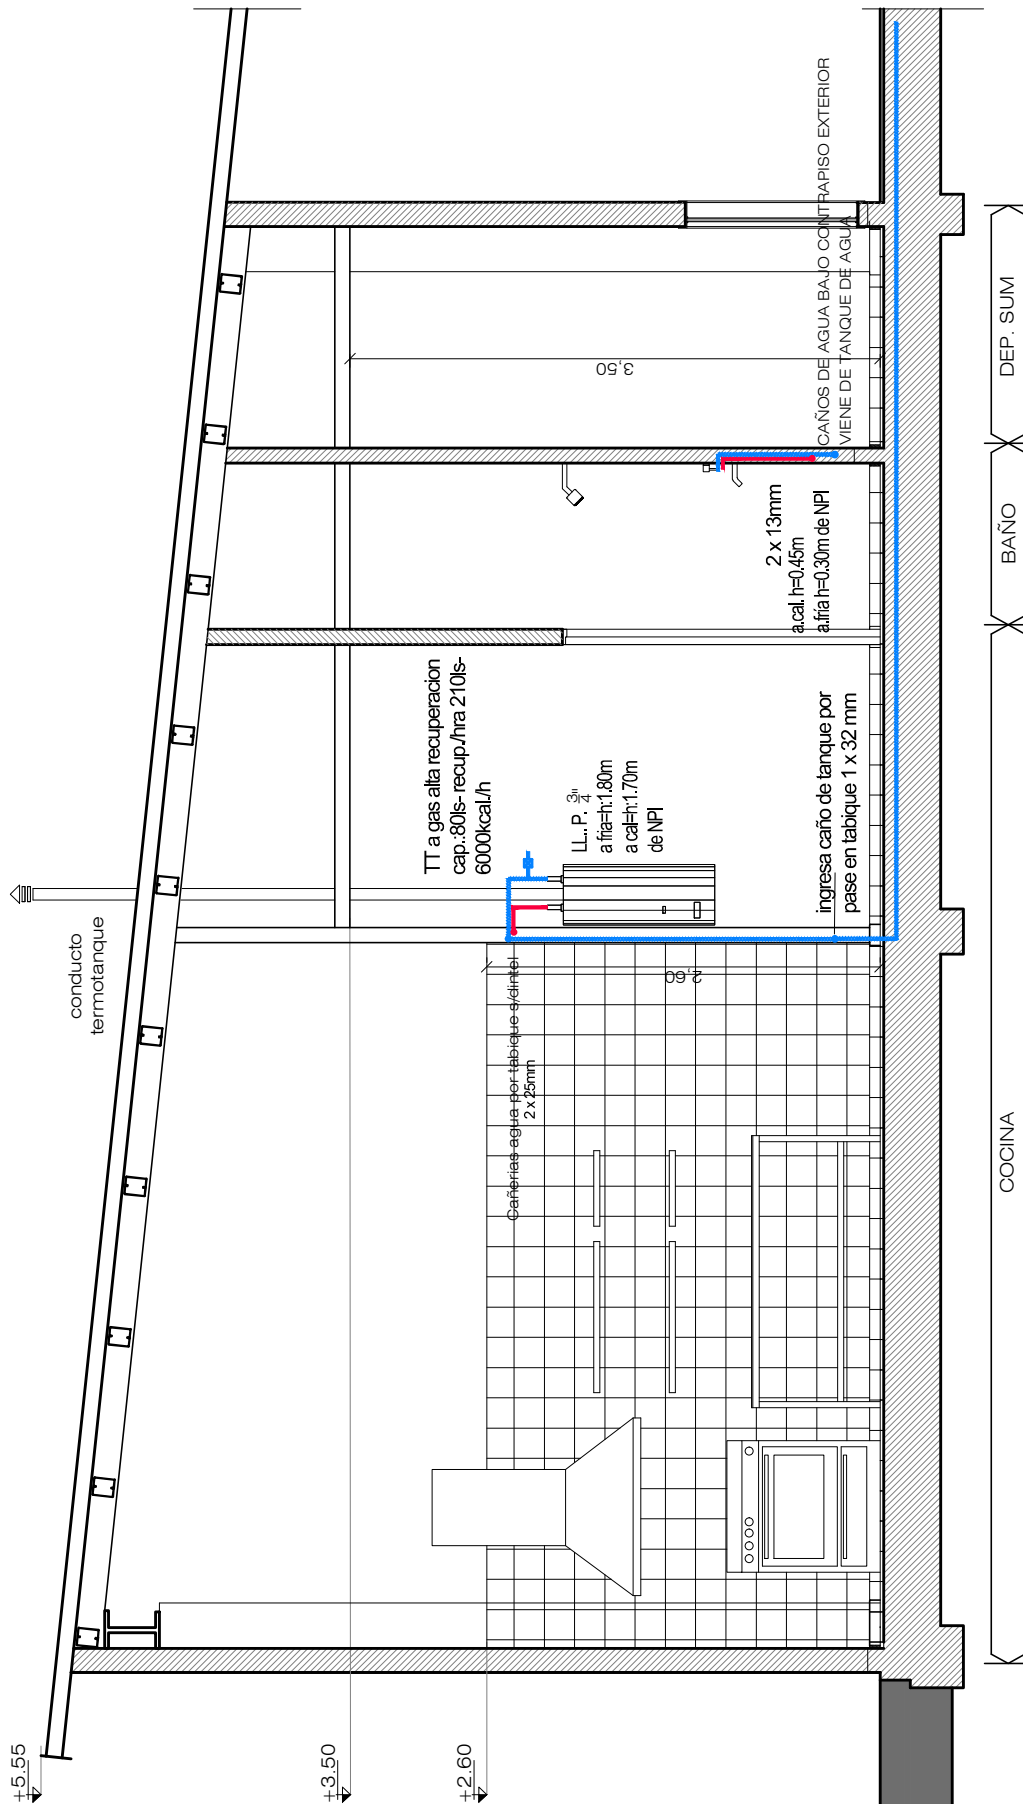 +5.55
+3.50
+2.60
conducto
termotanque
TT a gas alta recuperacion
cap.:80ls- recup./hra 210ls-
6000kcal./h
LL.. P. 3"/4
a fria=h:1.80m
a cal=h:1.70m
de NPI
Cañerias agua por tabique s/dintel
2 x 25mm
2,60
ingresa caño de tanque por
pase en tabique 1 x 32 mm
2 x 13mm
a.cal. h=0.45m
a.fría h=0.30m de NPI
3,50
CAÑOS DE AGUA BAJO CONTRAPISO EXTERIOR
VIENE DE TANQUE DE AGUA
COCINA
BAÑO
DEP. SUM